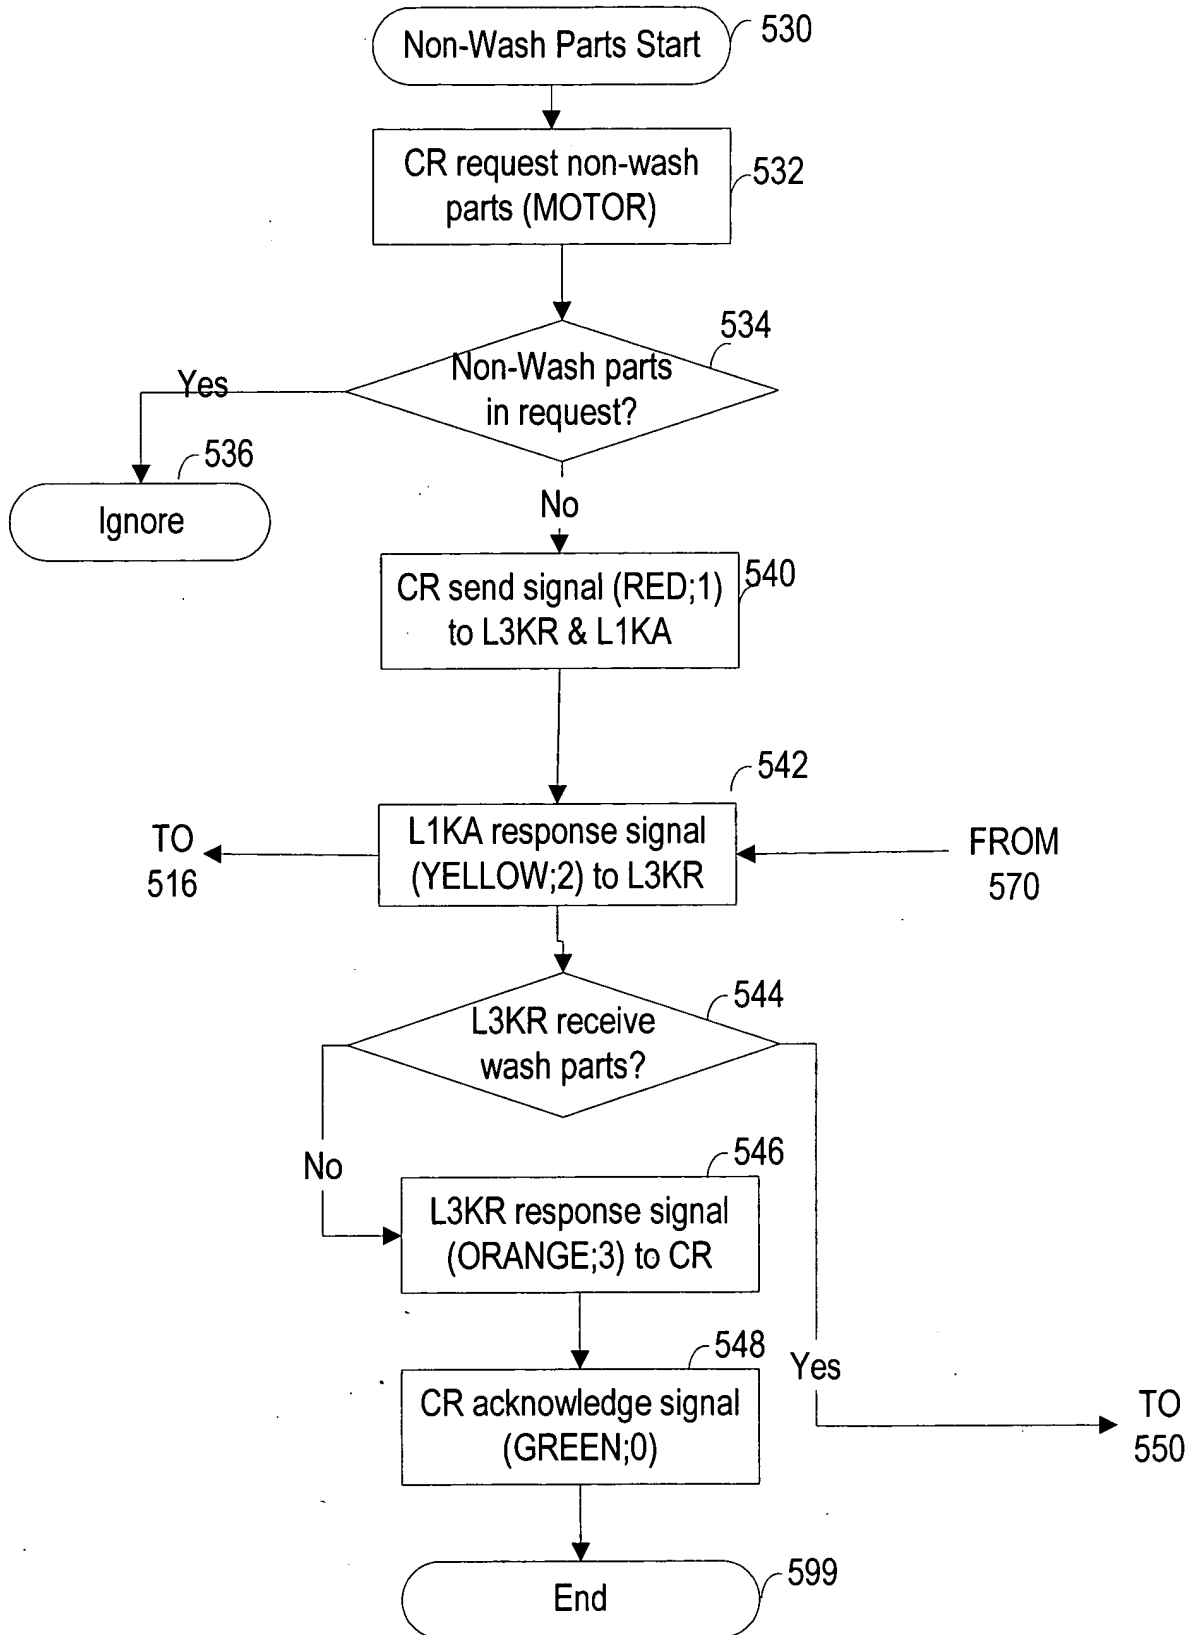 Non-Wash Parts Start
530
CR request non-wash
parts (MOTOR)
532
534
Non-Wash parts
in request?
Yes
536
Ignore
No
CR send signal (RED;1)
to L3KR & L1KA
540
542
TO
516
L1KA response signal
(YELLOW;2) to L3KR
FROM
570
544
L3KR receive
wash parts?
No
546
L3KR response signal
(ORANGE;3) to CR
548
Yes
CR acknowledge signal
(GREEN;0)
TO
550
599
End